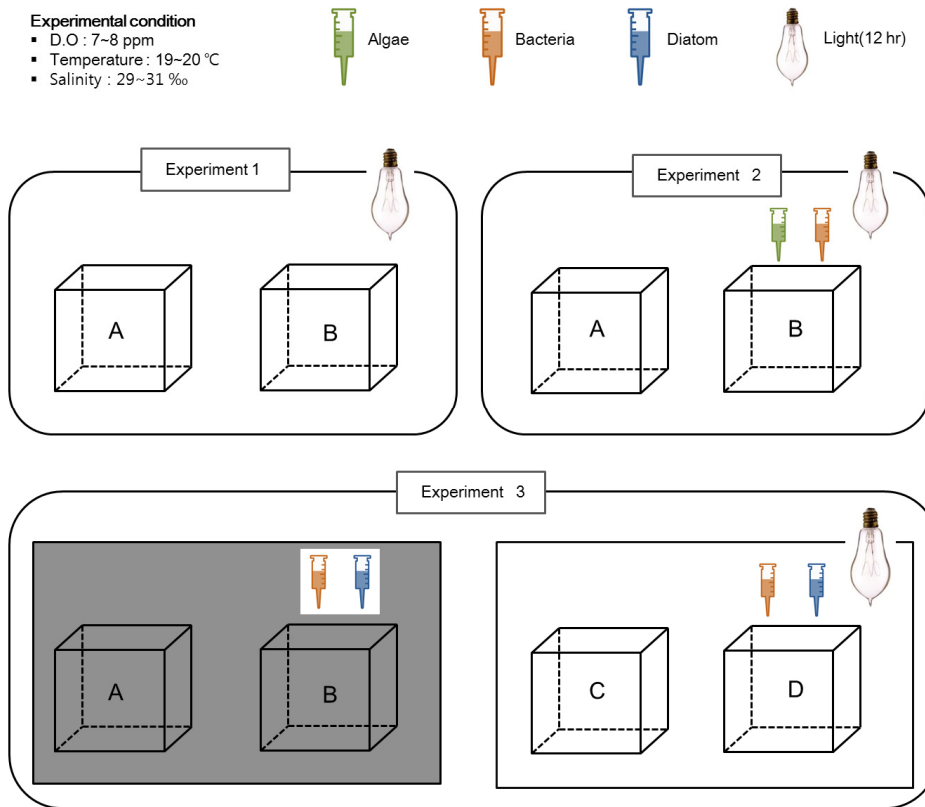 Experimental condition
▪ D.O : 7~8 ppm
▪ Temperature : 19~20 ℃
▪ Salinity : 29~31 ‰
Algae
Bacteria
Diatom
Light(12 hr)
Experiment 1
Experiment 2
A
B
A
B
Experiment 3
A
B
C
D